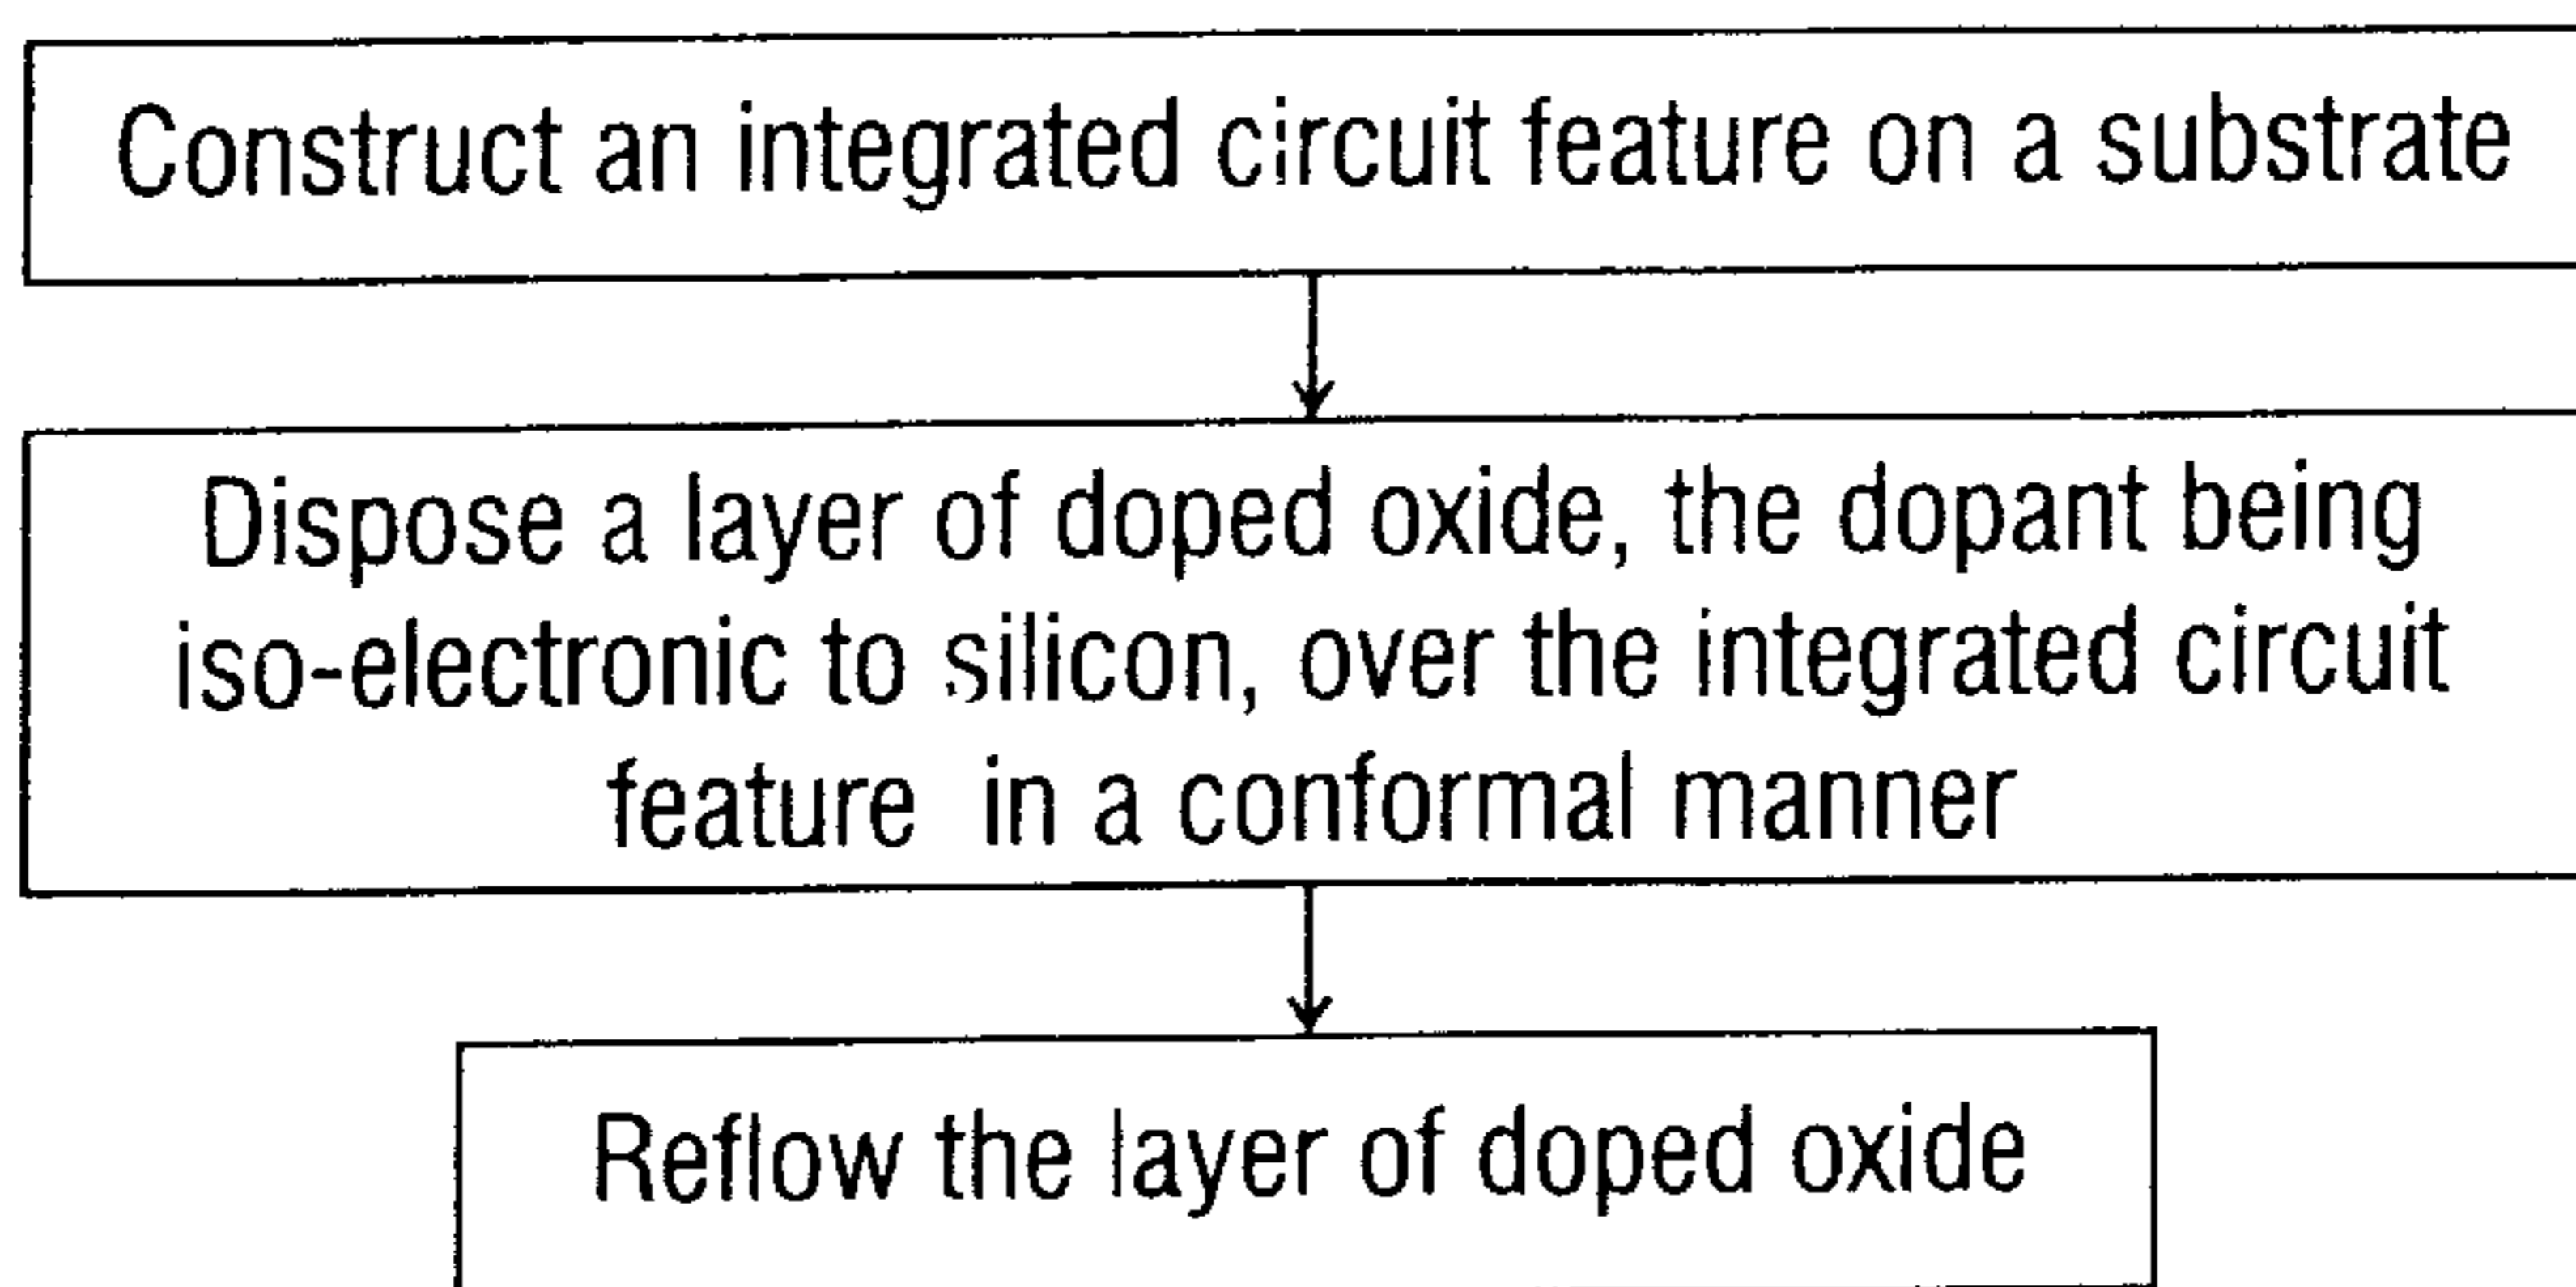 Construct an integrated circuit feature on a substrate
Dispose a layer of doped oxide, the dopant being
iso-electronic to silicon, over the integrated circuit
feature in a conformal manner
Reflow the layer of doped oxide